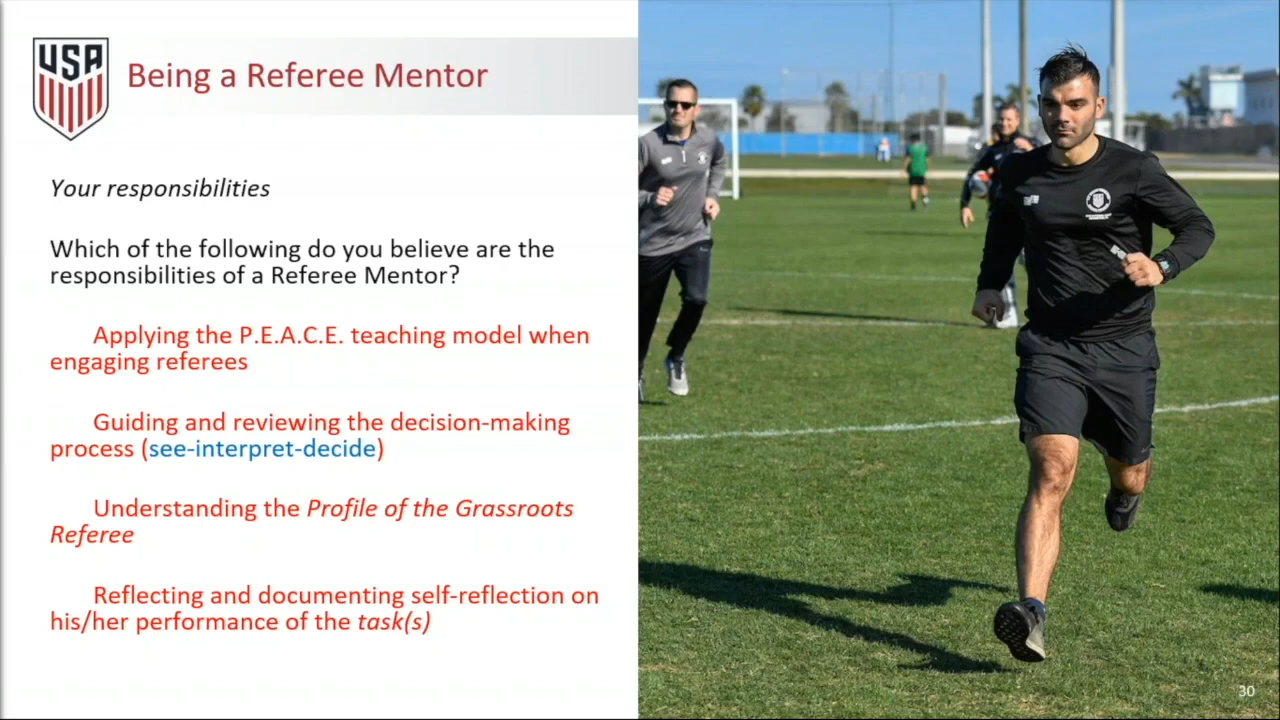 USA
Being a Referee Mentor
Your responsibilities
Which of the following do you believe are the
responsibilities of a Referee Mentor?
Applying the P.E.A.C.E. teaching model when
engaging referees
Guiding and reviewing the decision-making
process (see-interpret-decide)
Understanding the Profile of the Grassroots
Referee
Reflecting and documenting self-reflection on
his/her performance of the task(s)
30